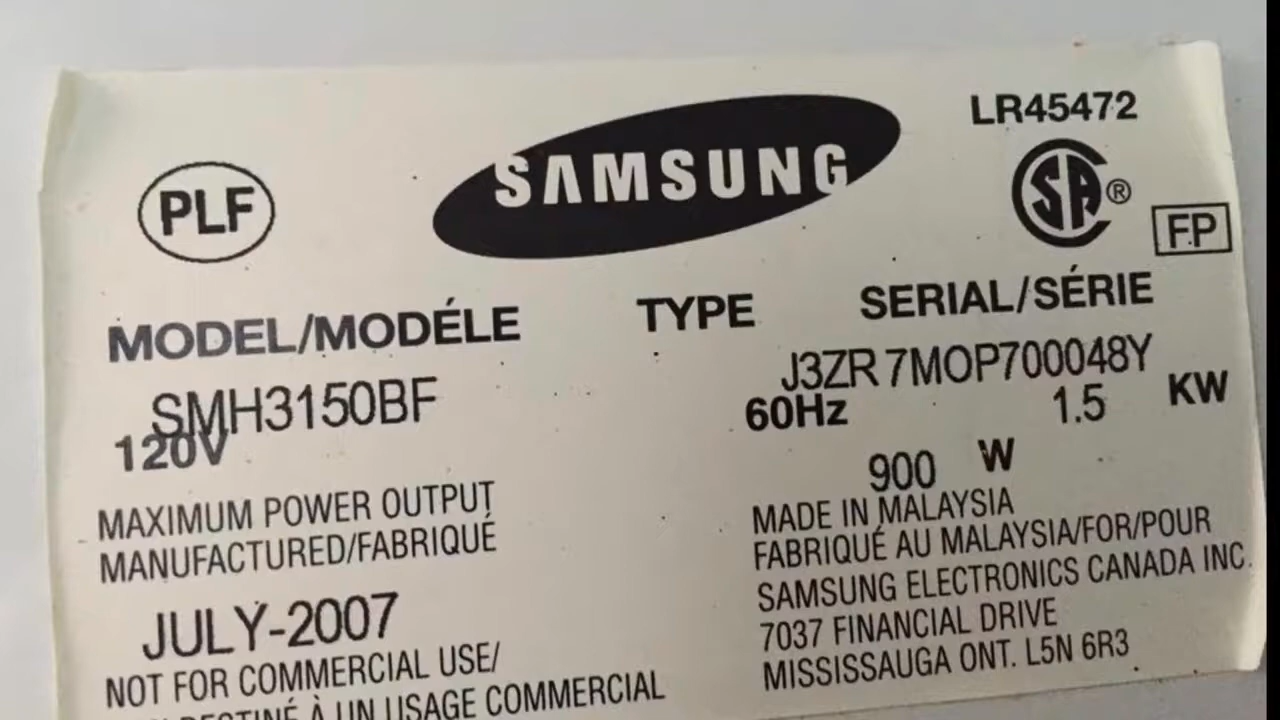 LR45472
PLF
SAMSUNG
SA®
FP
MODEL/MODÉLE TYPE SERIAL/SÉRIE
SMH3150BF J3ZR 7MOP700048Y
120V 60Hz 1.5 KW
MAXIMUM POWER OUTPUT 900 W
MANUFACTURED/FABRIQUÉ
JULY-2007
NOT FOR COMMERCIAL USE/
DESTINÉ À UN USAGE COMMERCIAL
MADE IN MALAYSIA
FABRIQUÉ AU MALAYSIA/FOR/POUR
SAMSUNG ELECTRONICS CANADA INC.
7037 FINANCIAL DRIVE
MISSISSAUGA ONT. L5N 6R3